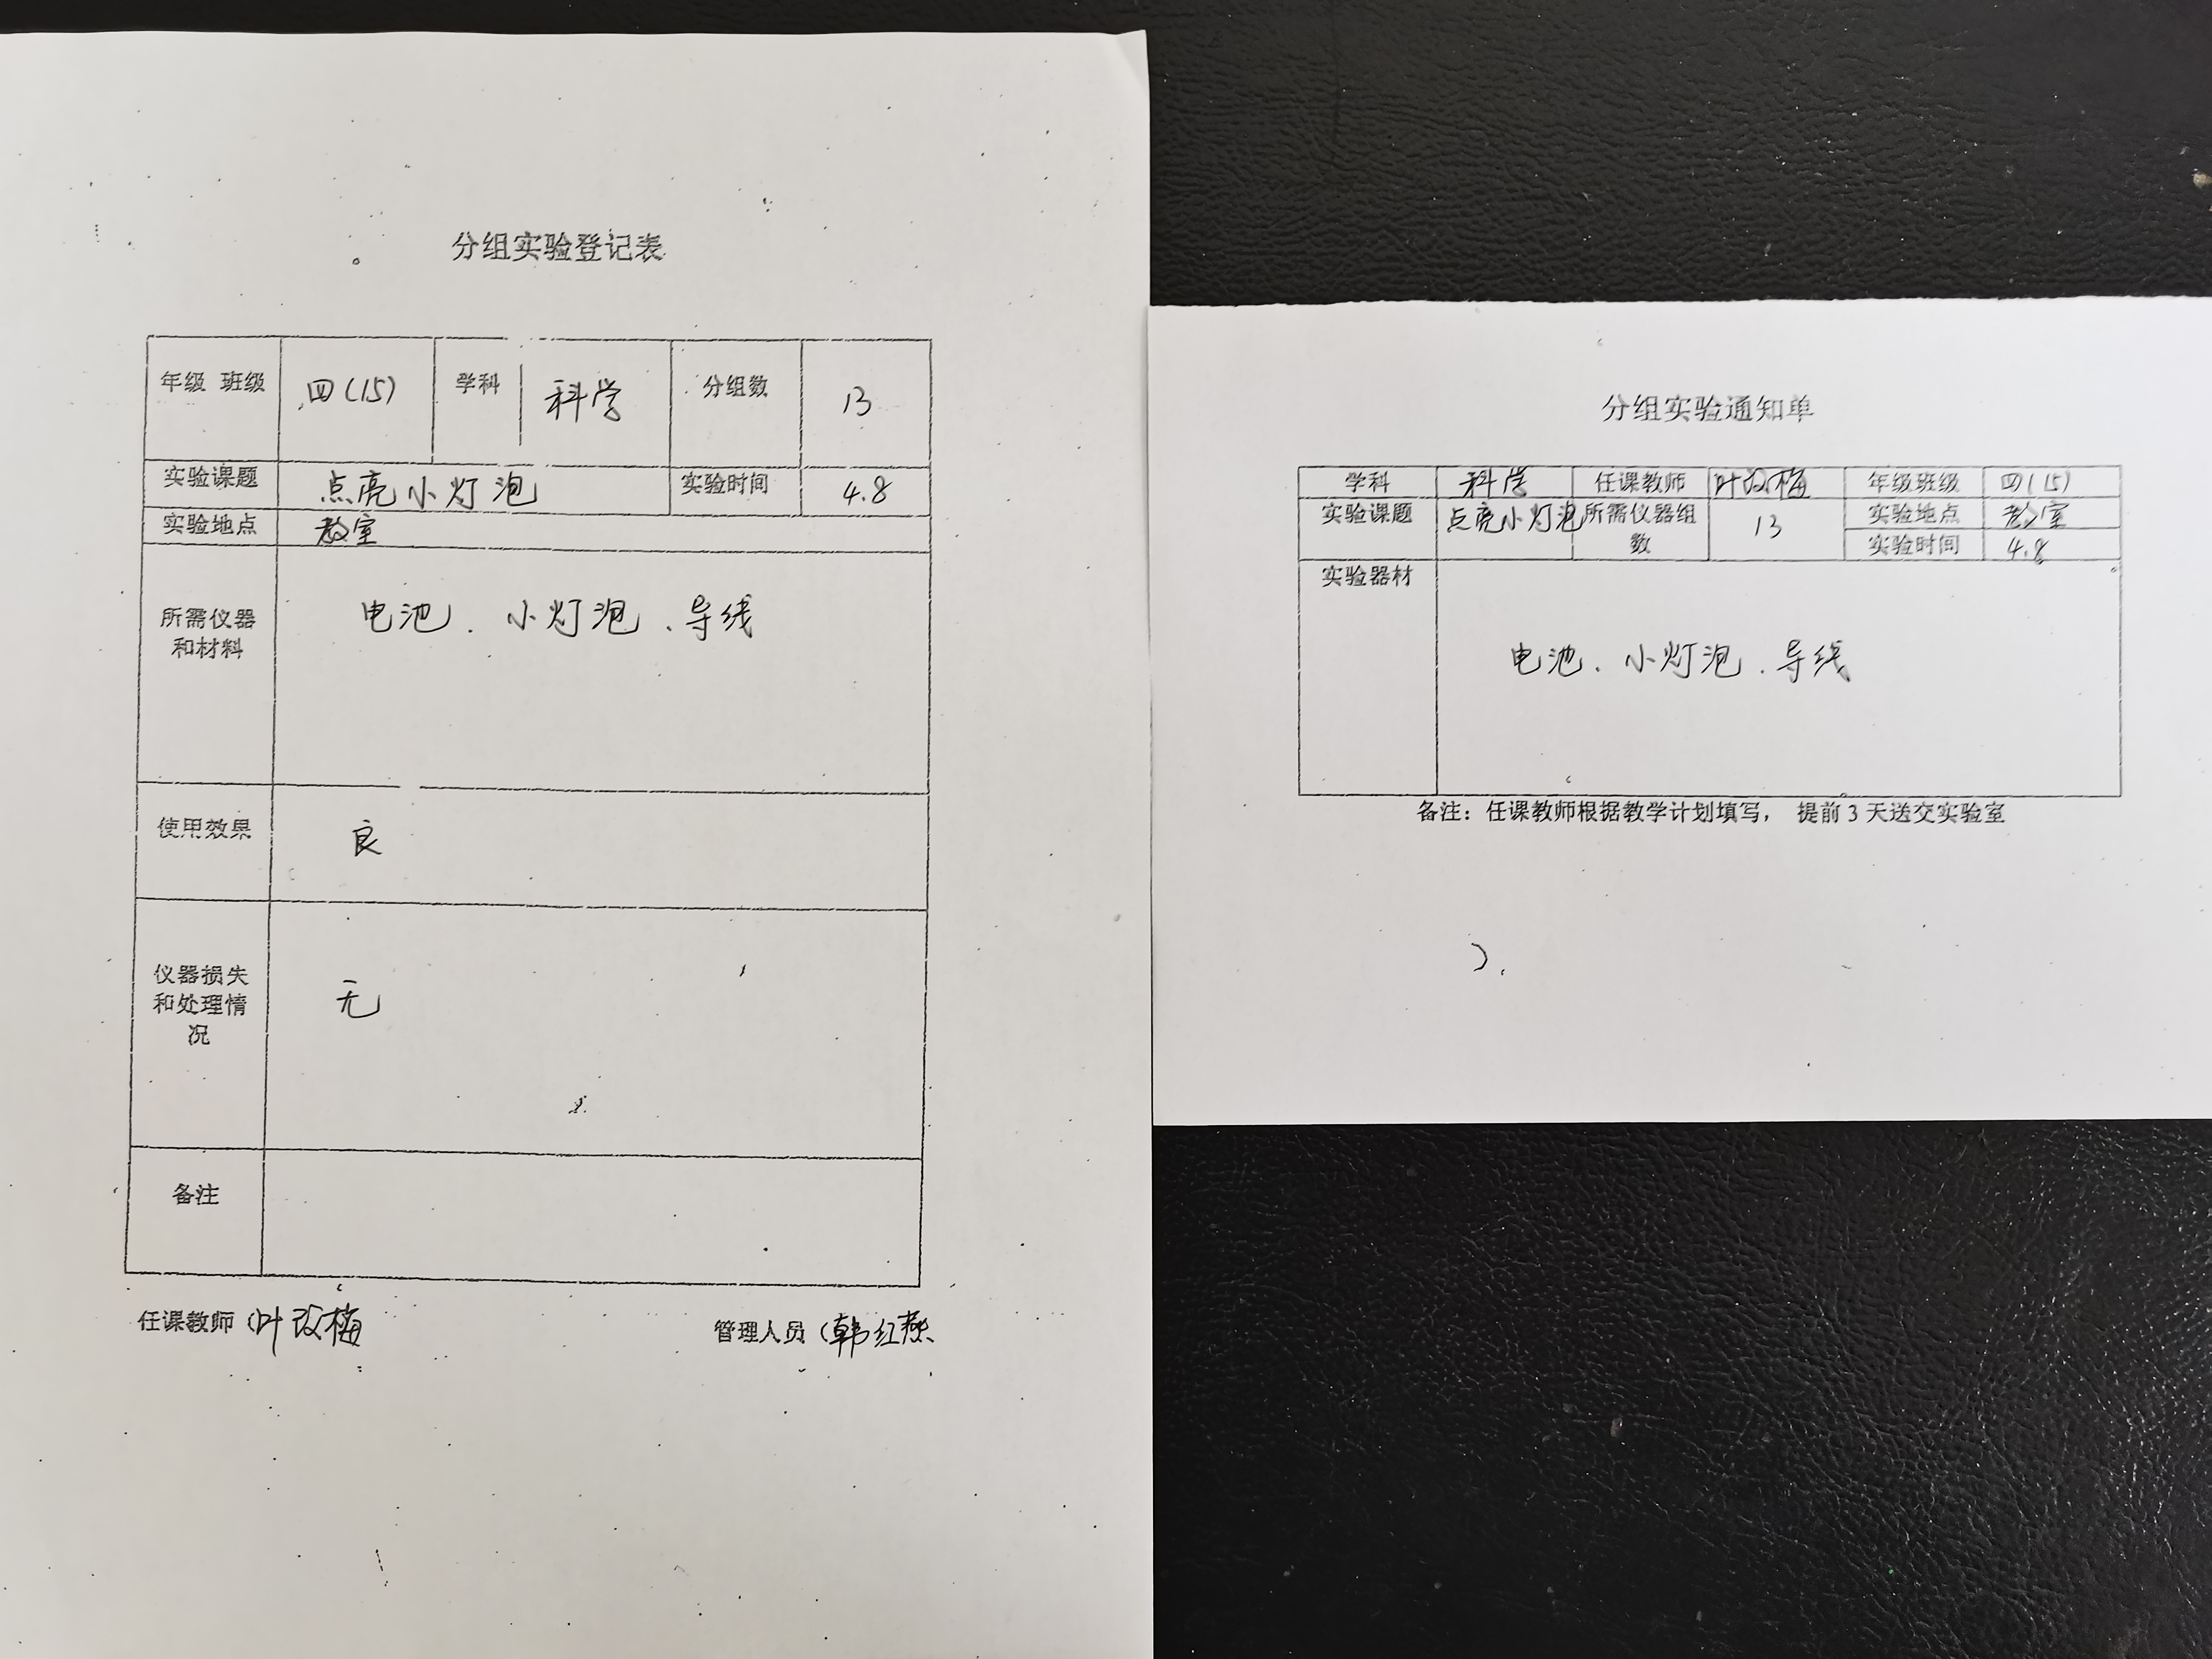 分组实验登记表
年级 班级 四(15) 学科 科学 分组数 13
实验课题 点亮小灯泡 实验时间 4.8
实验地点 教室
所需仪器
和材料
电池、小灯泡、导线
使用效果 良
仪器损失
和处理情
况
无
备注
任课教师(叶改梅
管理人员(韩红燕
分组实验通知单
学科 科学 任课教师 叶改梅 年级班级 四(15)
实验课题 点亮小灯泡 所需仪器组
数
13 实验地点 教室
实验时间 4.8
实验器材
电池、小灯泡、导线
备注：任课教师根据教学计划填写， 提前3天送交实验室